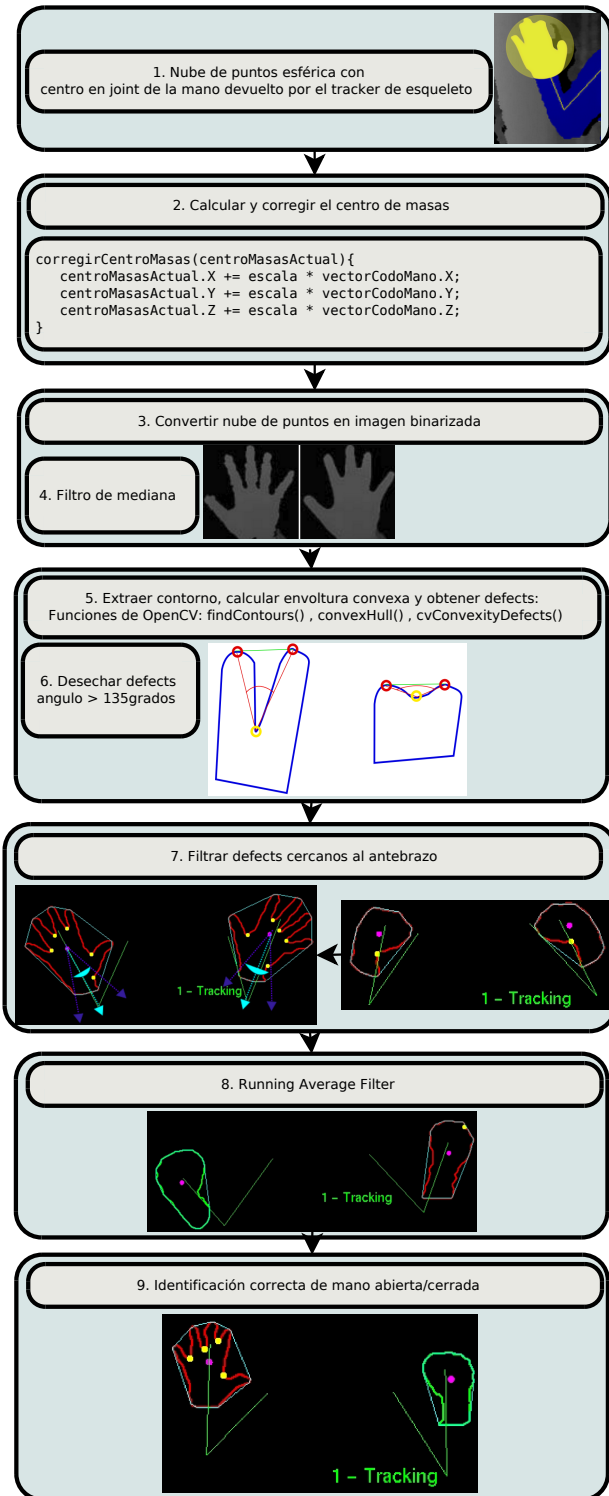 1. Nube de puntos esférica con
centro en joint de la mano devuelto por el tracker de esqueleto
2. Calcular y corregir el centro de masas
corregirCentroMasas(centroMasasActual){
   centroMasasActual.X += escala * vectorCodoMano.X;
   centroMasasActual.Y += escala * vectorCodoMano.Y;
   centroMasasActual.Z += escala * vectorCodoMano.Z;
}
3. Convertir nube de puntos en imagen binarizada
4. Filtro de mediana
5. Extraer contorno, calcular envoltura convexa y obtener defects:
Funciones de OpenCV: findContours() , convexHull() , cvConvexityDefects()
6. Desechar defects
angulo > 135grados
7. Filtrar defects cercanos al antebrazo
1 - Tracking
1 - Tracking
8. Running Average Filter
1 - Tracking
9. Identificación correcta de mano abierta/cerrada
1 - Tracking